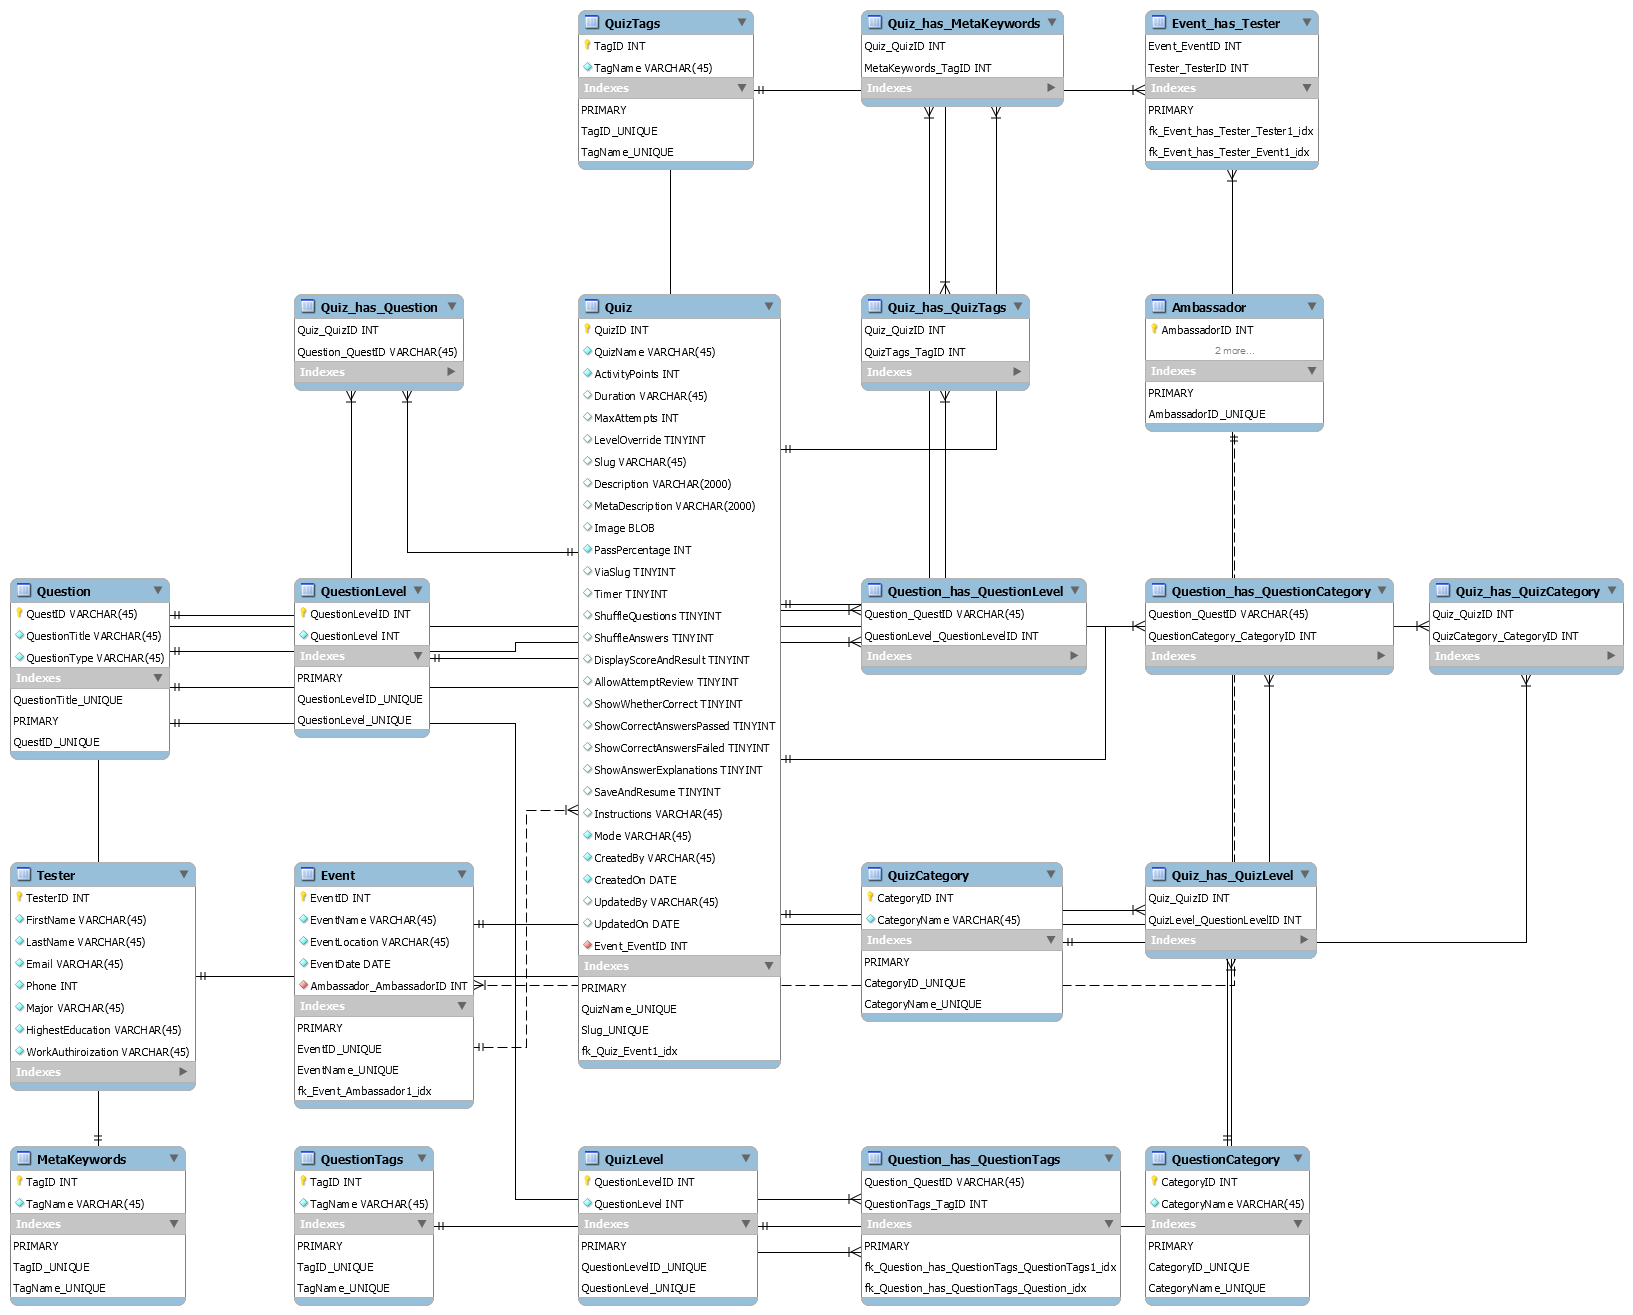 QuizTags
TagID INT
TagName VARCHAR(45)
Indexes
PRIMARY
TagID_UNIQUE
TagName_UNIQUE
Quiz_has_MetaKeywords
Quiz_QuizID INT
MetaKeywords_TagID INT
Indexes
Event_has_Tester
Event_EventID INT
Tester_TesterID INT
Indexes
PRIMARY
fk_Event_has_Tester_Tester1_idx
fk_Event_has_Tester_Event1_idx
Quiz_has_Question
Quiz_QuizID INT
Question_QuestID VARCHAR(45)
Indexes
Quiz
QuizID INT
QuizName VARCHAR(45)
ActivityPoints INT
Duration VARCHAR(45)
MaxAttempts INT
LevelOverride TINYINT
Slug VARCHAR(45)
Description VARCHAR(2000)
MetaDescription VARCHAR(2000)
Image BLOB
PassPercentage INT
ViaSlug TINYINT
Timer TINYINT
ShuffleQuestions TINYINT
ShuffleAnswers TINYINT
DisplayScoreAndResult TINYINT
AllowAttemptReview TINYINT
ShowWhetherCorrect TINYINT
ShowCorrectAnswersPassed TINYINT
ShowCorrectAnswersFailed TINYINT
ShowAnswerExplanations TINYINT
SaveAndResume TINYINT
Instructions VARCHAR(45)
Mode VARCHAR(45)
CreatedBy VARCHAR(45)
CreatedOn DATE
UpdatedBy VARCHAR(45)
UpdatedOn DATE
Event_EventID INT
Indexes
PRIMARY
QuizName_UNIQUE
Slug_UNIQUE
fk_Quiz_Event1_idx
Quiz_has_QuizTags
Quiz_QuizID INT
QuizTags_TagID INT
Indexes
Ambassador
AmbassadorID INT
2 more...
Indexes
PRIMARY
AmbassadorID_UNIQUE
Question
QuestID VARCHAR(45)
QuestionTitle VARCHAR(45)
QuestionType VARCHAR(45)
Indexes
QuestionTitle_UNIQUE
PRIMARY
QuestID_UNIQUE
QuestionLevel
QuestionLevelID INT
QuestionLevel INT
Indexes
PRIMARY
QuestionLevelID_UNIQUE
QuestionLevel_UNIQUE
Question_has_QuestionLevel
Question_QuestID VARCHAR(45)
QuestionLevel_QuestionLevelID INT
Indexes
Question_has_QuestionCategory
Question_QuestID VARCHAR(45)
QuestionCategory_CategoryID INT
Indexes
Quiz_has_QuizCategory
Quiz_QuizID INT
QuizCategory_CategoryID INT
Indexes
Tester
TesterID INT
FirstName VARCHAR(45)
LastName VARCHAR(45)
Email VARCHAR(45)
Phone INT
Major VARCHAR(45)
HighestEducation VARCHAR(45)
WorkAuthiroization VARCHAR(45)
Indexes
Event
EventID INT
EventName VARCHAR(45)
EventLocation VARCHAR(45)
EventDate DATE
Ambassador_AmbassadorID INT
Indexes
PRIMARY
EventID_UNIQUE
EventName_UNIQUE
fk_Event_Ambassador1_idx
QuizCategory
CategoryID INT
CategoryName VARCHAR(45)
Indexes
PRIMARY
CategoryID_UNIQUE
CategoryName_UNIQUE
Quiz_has_QuizLevel
Quiz_QuizID INT
QuizLevel_QuestionLevelID INT
Indexes
MetaKeywords
TagID INT
TagName VARCHAR(45)
Indexes
PRIMARY
TagID_UNIQUE
TagName_UNIQUE
QuestionTags
TagID INT
TagName VARCHAR(45)
Indexes
PRIMARY
TagID_UNIQUE
TagName_UNIQUE
QuizLevel
QuestionLevelID INT
QuestionLevel INT
Indexes
PRIMARY
QuestionLevelID_UNIQUE
QuestionLevel_UNIQUE
Question_has_QuestionTags
Question_QuestID VARCHAR(45)
QuestionTags_TagID INT
Indexes
PRIMARY
fk_Question_has_QuestionTags_QuestionTags1_idx
fk_Question_has_QuestionTags_Question_idx
QuestionCategory
CategoryID INT
CategoryName VARCHAR(45)
Indexes
PRIMARY
CategoryID_UNIQUE
CategoryName_UNIQUE